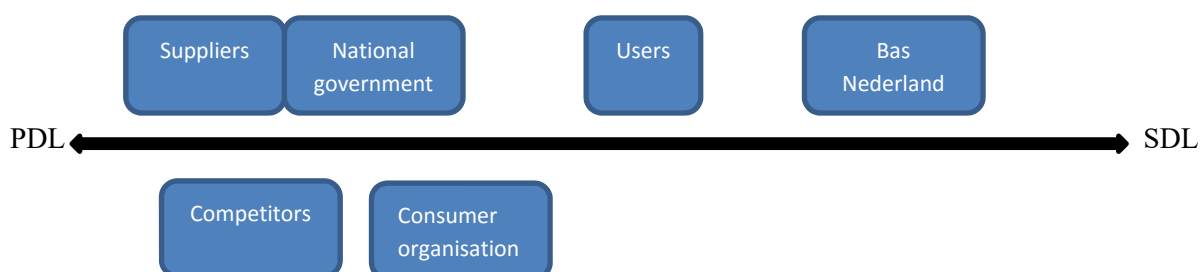 Suppliers
National
government
Users
Bas
Nederland
PDL
SDL
Competitors
Consumer
organisation